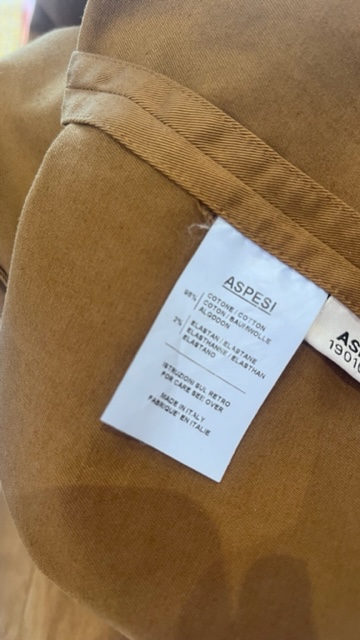 ASPESI
98% COTONE / COTTON
COTON / BAUMWOLLE
ALGODON
2% ELASTAN / ELASTANE
ELASTHANNE / ELASTHAN
ELASTANO
ISTRUZIONI SUL RETRO
FOR CARE SEE OVER
MADE IN ITALY
FABRIQUE' EN ITALIE
AS
1901